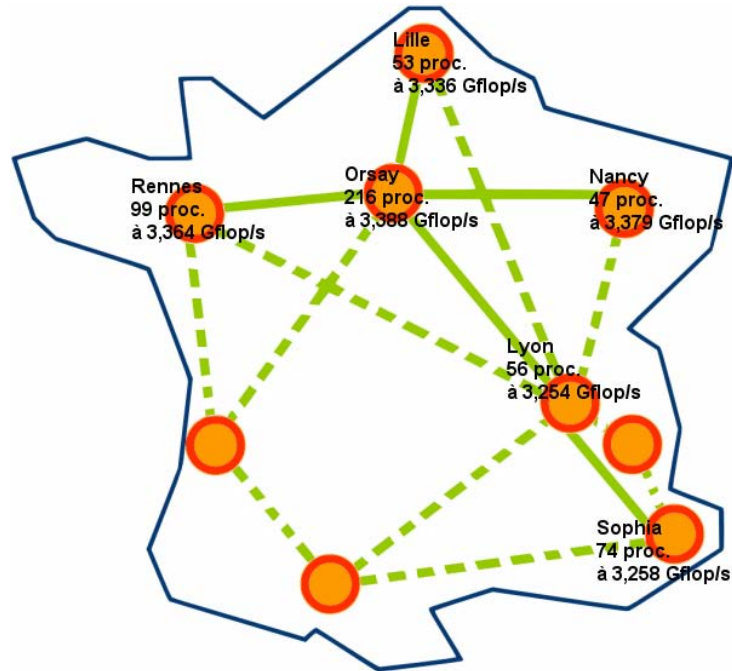 Lille
53 proc.
à 3,336 Gflop/s
Orsay
216 proc.
à 3,388 Gflop/s
Nancy
47 proc.
à 3,379 Gflop/s
Rennes
99 proc.
à 3,364 Gflop/s
Lyon
56 proc.
à 3,254 Gflop/s
Sophia
74 proc.
à 3,258 Gflop/s